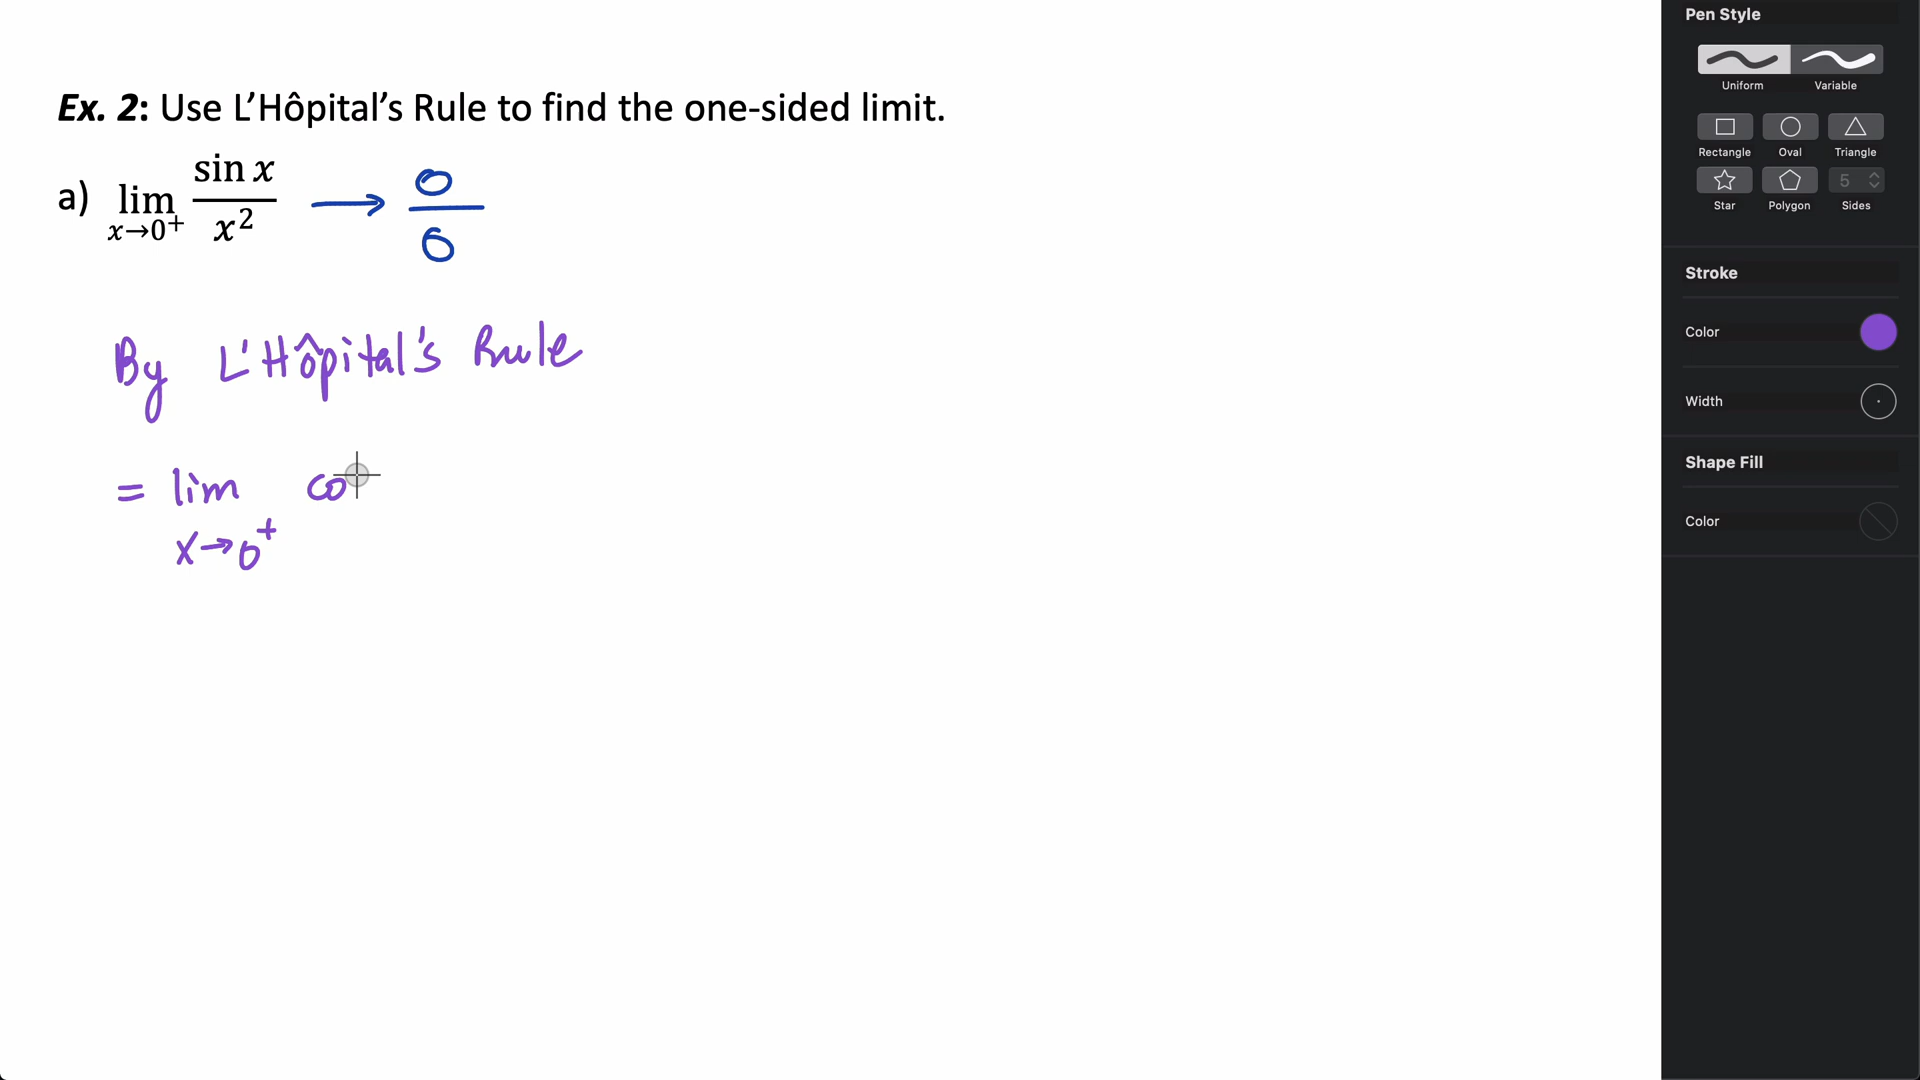 Ex. 2: Use L’Hôpital’s Rule to find the one-sided limit.
a) lim x→0⁺ sin x / x² → 0/0
By L'Hôpital's Rule
= lim x→0⁺ co
Pen Style
Uniform Variable
Rectangle Oval Triangle
5
Star Polygon Sides
Stroke
Color
Width
Shape Fill
Color